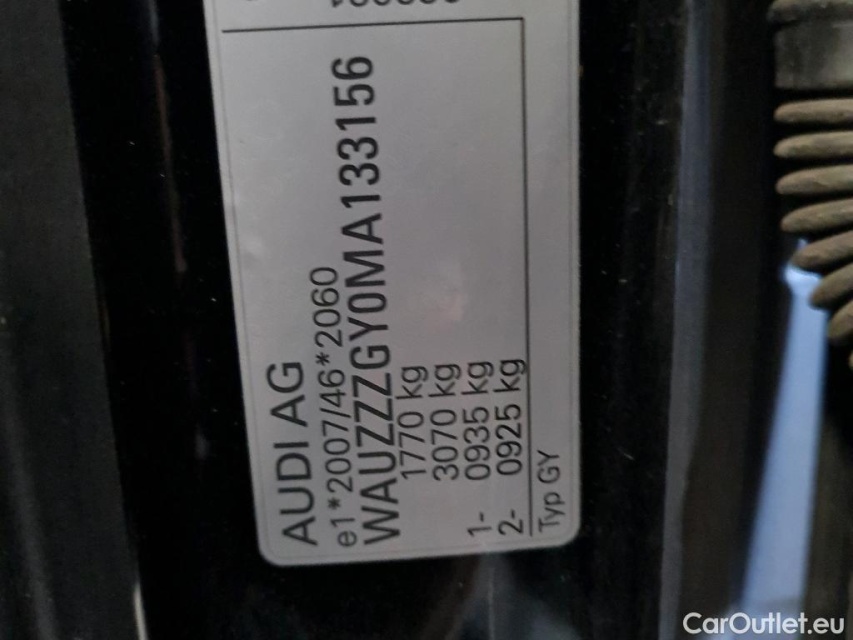 AUDI AG
e1*2007/46*2060
WAUZZZGY0MA133156
1770 kg
3070 kg
1- 0935 kg
2- 0925 kg
Typ GY
CarOutlet.eu